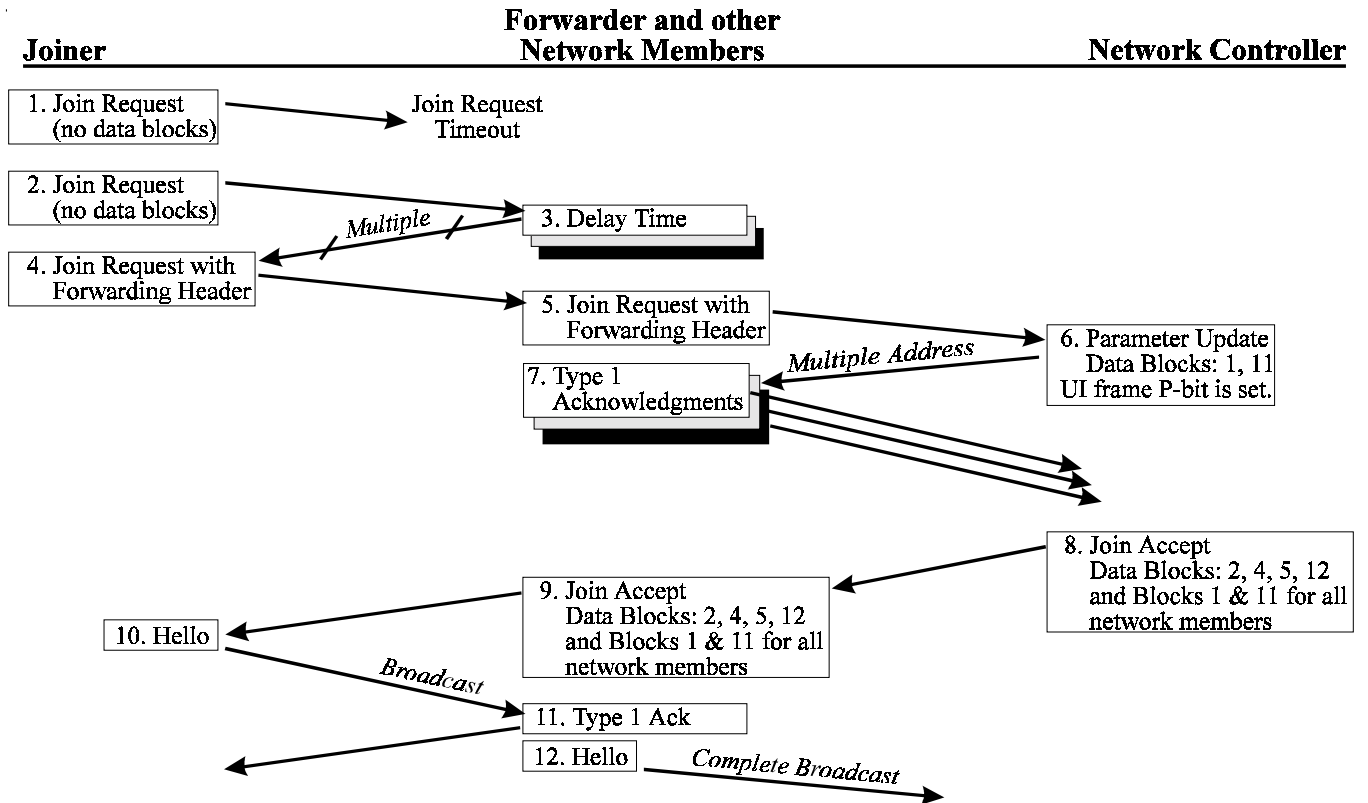 Forwarder and other
Joiner Network Members Network Controller
1. Join Request
(no data blocks)
Join Request
Timeout
2. Join Request
(no data blocks)
Multiple
3. Delay Time
4. Join Request with
Forwarding Header
5. Join Request with
Forwarding Header
6. Parameter Update
Data Blocks: 1, 11
UI frame P-bit is set.
Multiple Address
7. Type 1
Acknowledgments
8. Join Accept
Data Blocks: 2, 4, 5, 12
and Blocks 1 & 11 for all
network members
9. Join Accept
Data Blocks: 2, 4, 5, 12
and Blocks 1 & 11 for all
network members
10. Hello
Broadcast
11. Type 1 Ack
12. Hello
Complete Broadcast